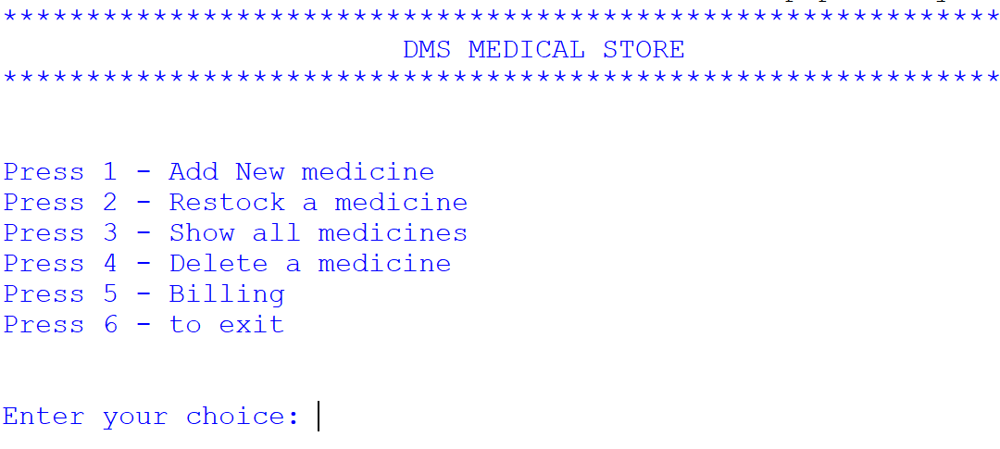 ************************************************************
DMS MEDICAL STORE
************************************************************
Press 1 - Add New medicine
Press 2 - Restock a medicine
Press 3 - Show all medicines
Press 4 - Delete a medicine
Press 5 - Billing
Press 6 - to exit
Enter your choice: